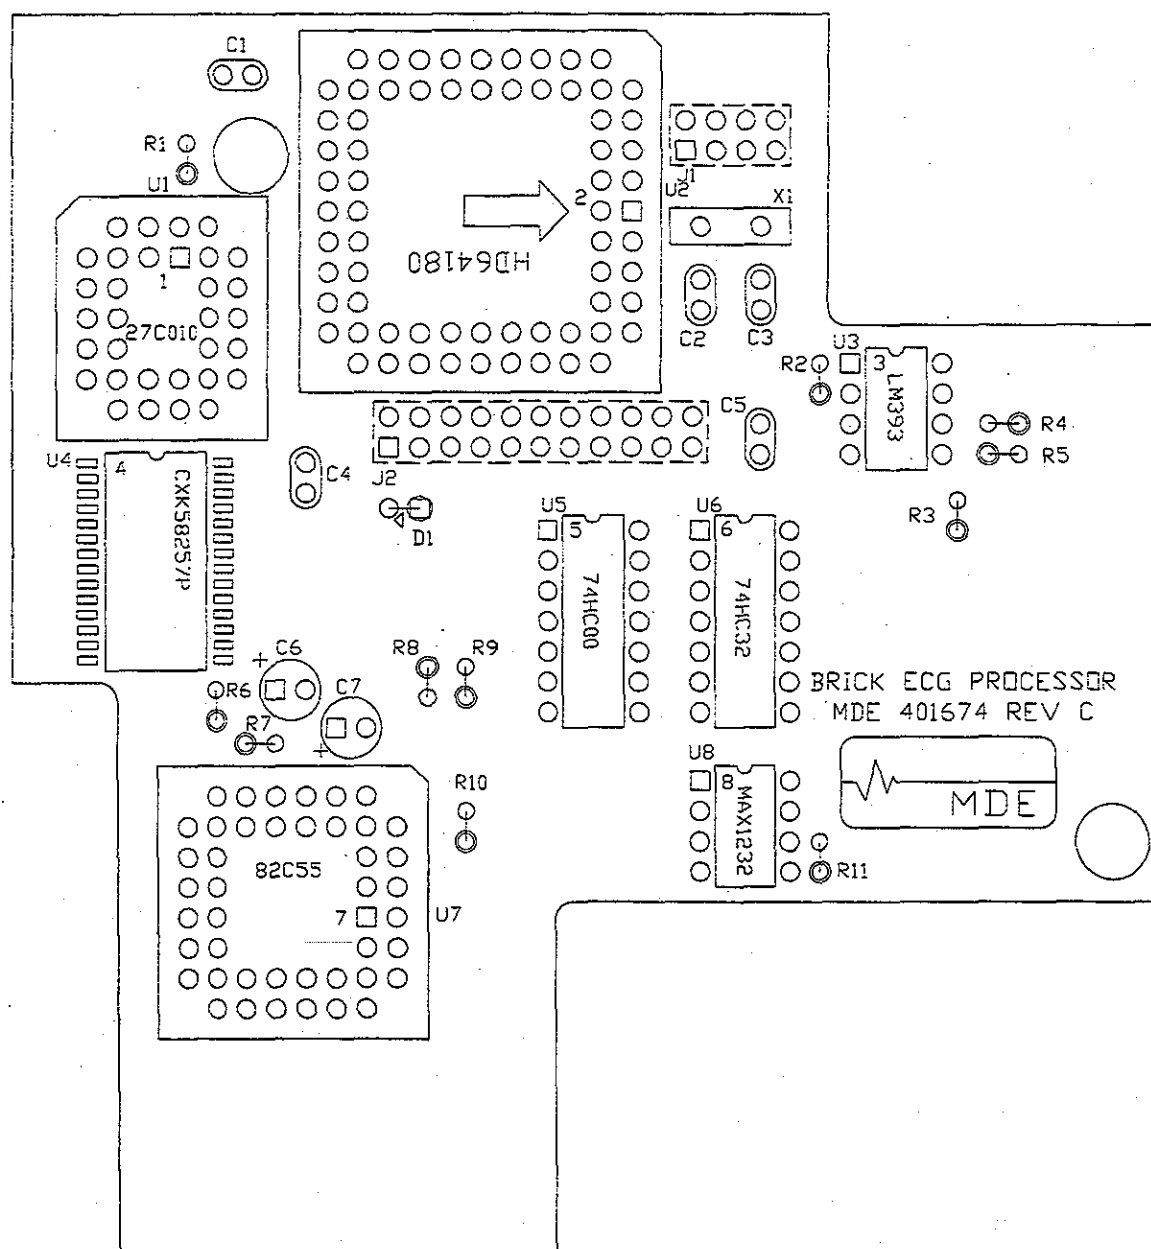 C1
R1
U1
J1
U2
X1
2
HD64180
1
27C010
C2
C3
U3
R2
3
LM393
C5
R4
R5
U4
4
CXK58257P
C4
J2
D1
U5
5
74HC00
U6
6
74HC32
R3
+
C6
R8
R9
R6
C7
R7
+
BRICK ECG PROCESSOR
MDE 401674 REV C
U8
8
MAX1232
MDE
R10
R11
82C55
7
U7